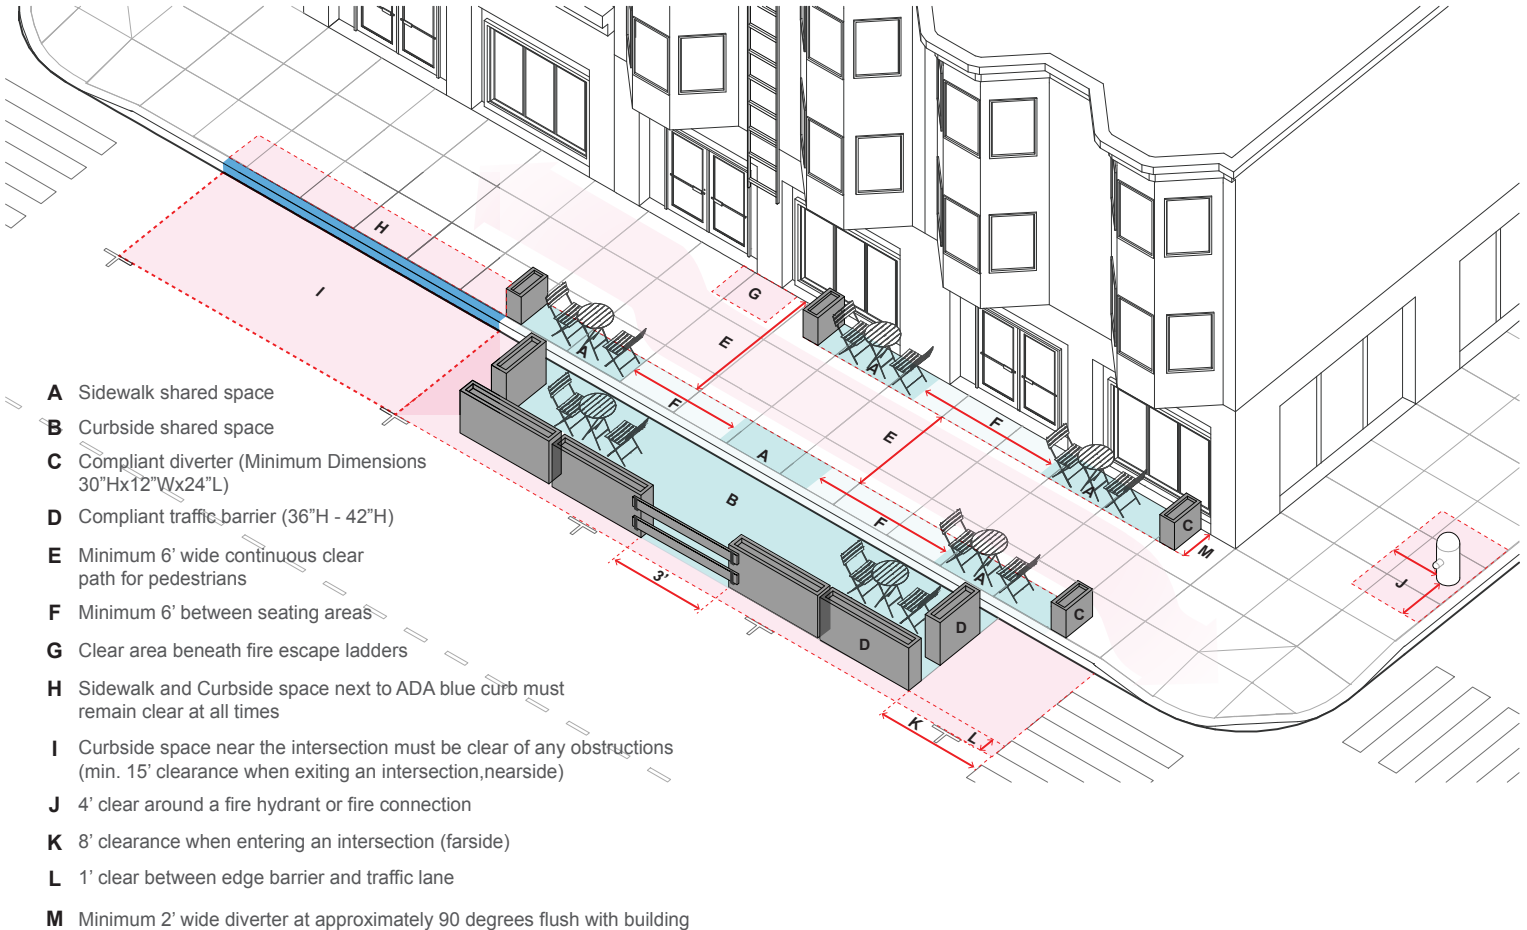 H
I
G
E
A
A
F
F
E
A
A
B
F
C
M
J
3'
A
C
D
D
K
L
A Sidewalk shared space
B Curbside shared space
C Compliant diverter (Minimum Dimensions
30”Hx12”Wx24”L)
D Compliant traffic barrier (36”H - 42”H)
E Minimum 6’ wide continuous clear
path for pedestrians
F Minimum 6’ between seating areas
G Clear area beneath fire escape ladders
H Sidewalk and Curbside space next to ADA blue curb must
remain clear at all times
I Curbside space near the intersection must be clear of any obstructions
(min. 15’ clearance when exiting an intersection,nearside)
J 4’ clear around a fire hydrant or fire connection
K 8’ clearance when entering an intersection (farside)
L 1’ clear between edge barrier and traffic lane
M Minimum 2’ wide diverter at approximately 90 degrees flush with building